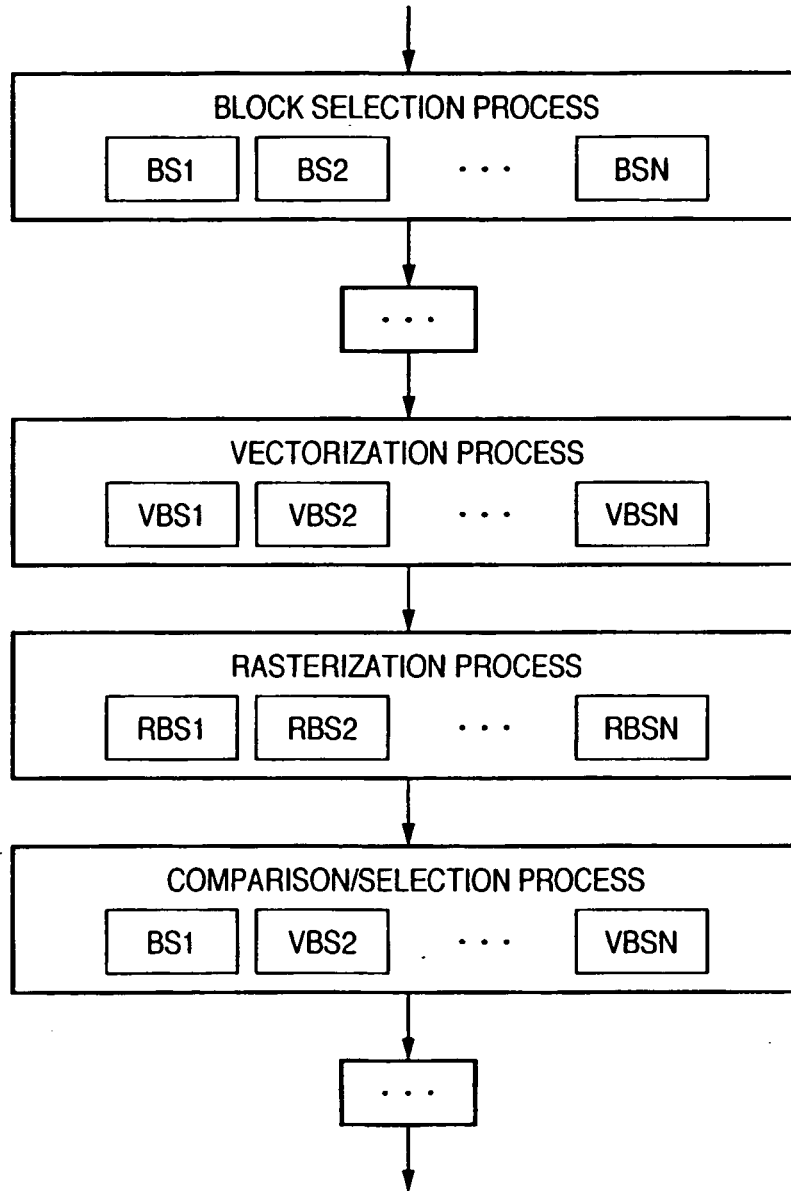 BLOCK SELECTION PROCESS
BS1 BS2 ... BSN
...
VECTORIZATION PROCESS
VBS1 VBS2 ... VBSN
RASTERIZATION PROCESS
RBS1 RBS2 ... RBSN
COMPARISON/SELECTION PROCESS
BS1 VBS2 ... VBSN
...